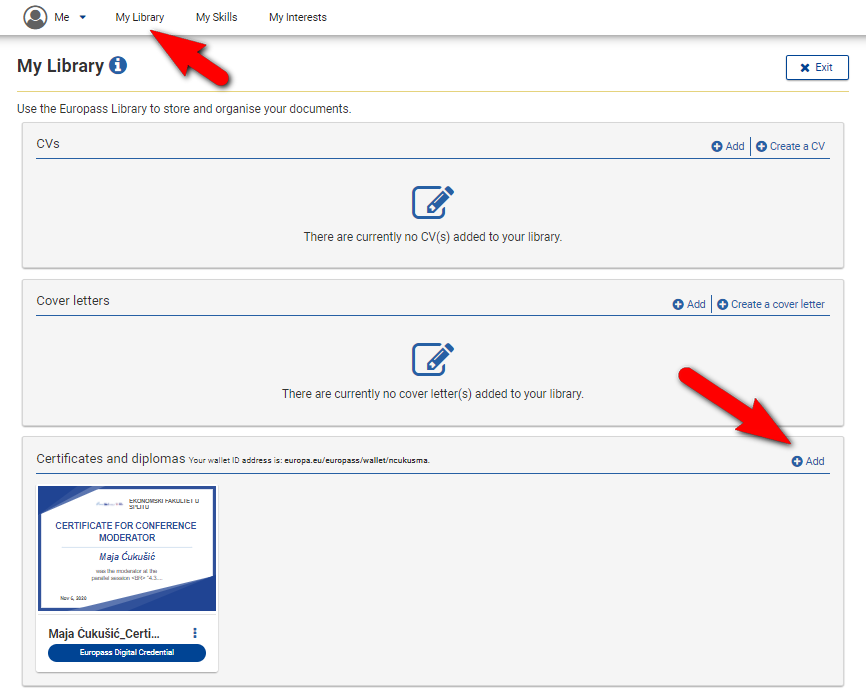 Me My Library My Skills My Interests
My Library
Exit
Use the Europass Library to store and organise your documents.
CVs
Add Create a CV
There are currently no CV(s) added to your library.
Cover letters
Add Create a cover letter
There are currently no cover letter(s) added to your library.
Certificates and diplomas Your wallet ID address is: europa.eu/europass/wallet/ncukusma.
Add
EKONOMSKI FAKULTET U
SPLITU
CERTIFICATE FOR CONFERENCE
MODERATOR
Maja Ćukušić
was the moderator at the
parallel session <BR> "4.3....
Nov 6, 2020
Maja Ćukušić_Certi...
Europass Digital Credential